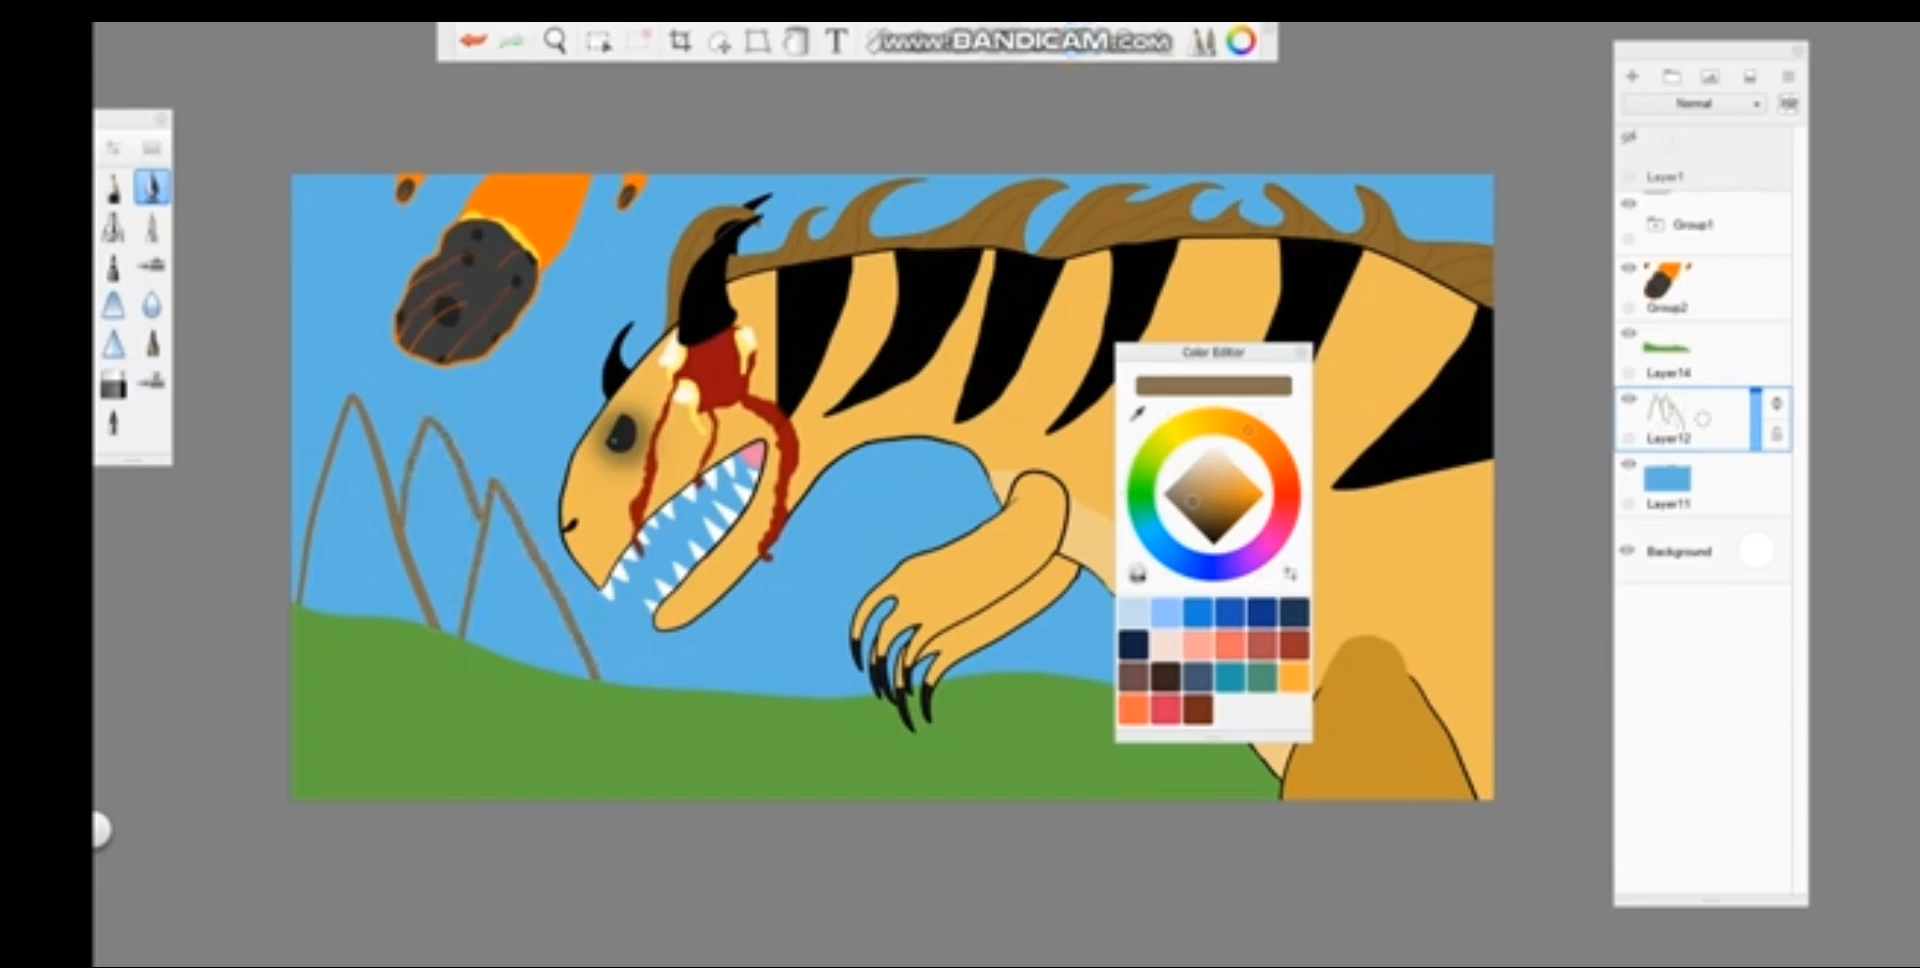 T
www.BANDICAM.com
Normal
Layer1
Group1
Group2
Layer14
Layer12
Layer11
Background
Color Editor